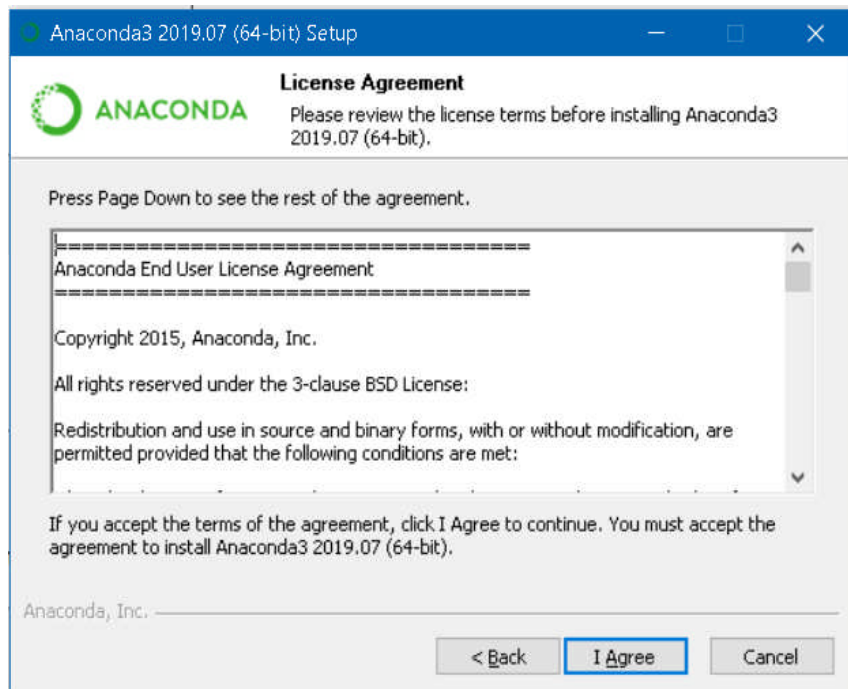 Anaconda3 2019.07 (64-bit) Setup
ANACONDA
License Agreement
Please review the license terms before installing Anaconda3
2019.07 (64-bit).
Press Page Down to see the rest of the agreement.
===================================
Anaconda End User License Agreement
===================================
Copyright 2015, Anaconda, Inc.
All rights reserved under the 3-clause BSD License:
Redistribution and use in source and binary forms, with or without modification, are
permitted provided that the following conditions are met:
If you accept the terms of the agreement, click I Agree to continue. You must accept the
agreement to install Anaconda3 2019.07 (64-bit).
Anaconda, Inc.
< Back
I Agree
Cancel